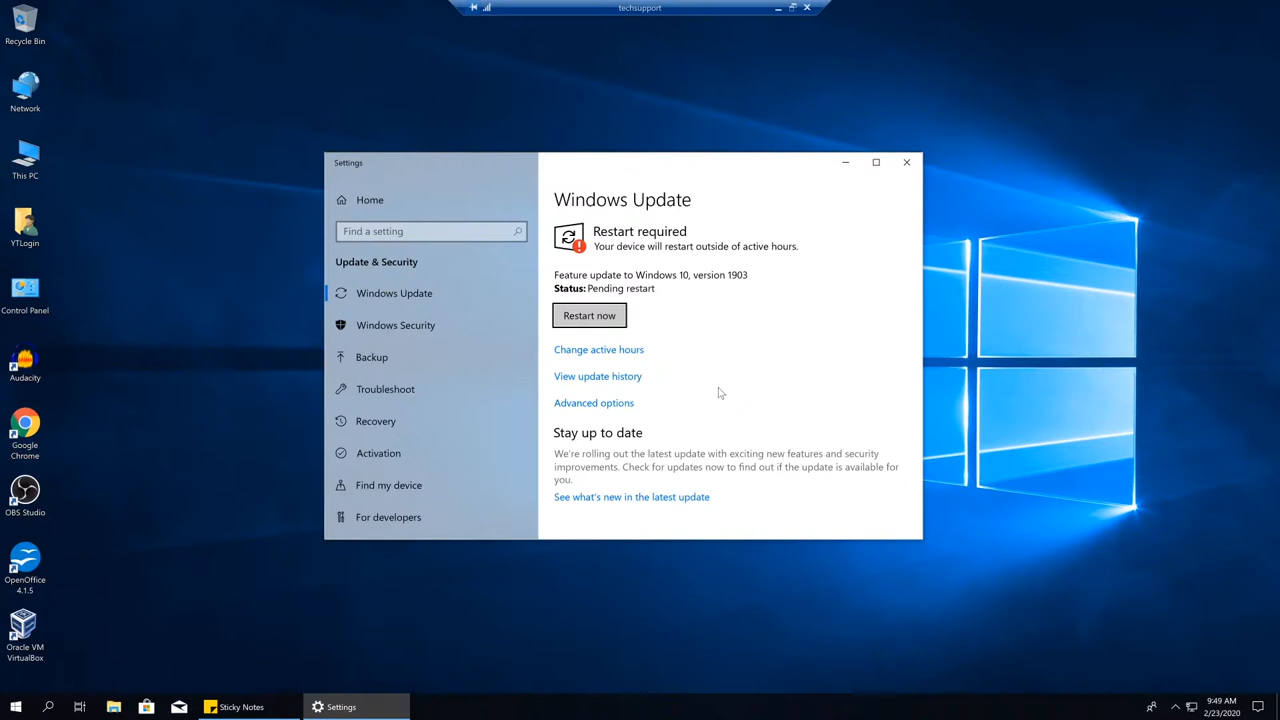 techsupport
Recycle Bin
Network
This PC
YTLogin
Control Panel
Audacity
Google
Chrome
OBS Studio
OpenOffice
4.1.5
Oracle VM
VirtualBox
Settings
Home
Find a setting
Update & Security
Windows Update
Windows Security
Backup
Troubleshoot
Recovery
Activation
Find my device
For developers
Windows Update
Restart required
Your device will restart outside of active hours.
Feature update to Windows 10, version 1903
Status: Pending restart
Restart now
Change active hours
View update history
Advanced options
Stay up to date
We're rolling out the latest update with exciting new features and security
improvements. Check for updates now to find out if the update is available for
you.
See what's new in the latest update
Sticky Notes
Settings
9:49 AM
2/23/2020